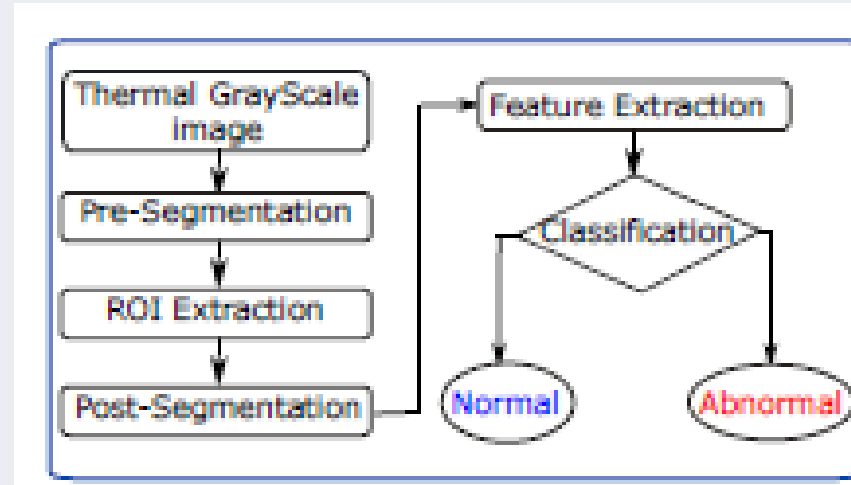 Thermal GrayScale
image
Pre-Segmentation
ROI Extraction
Post-Segmentation
Feature Extraction
Classification
Normal
Abnormal